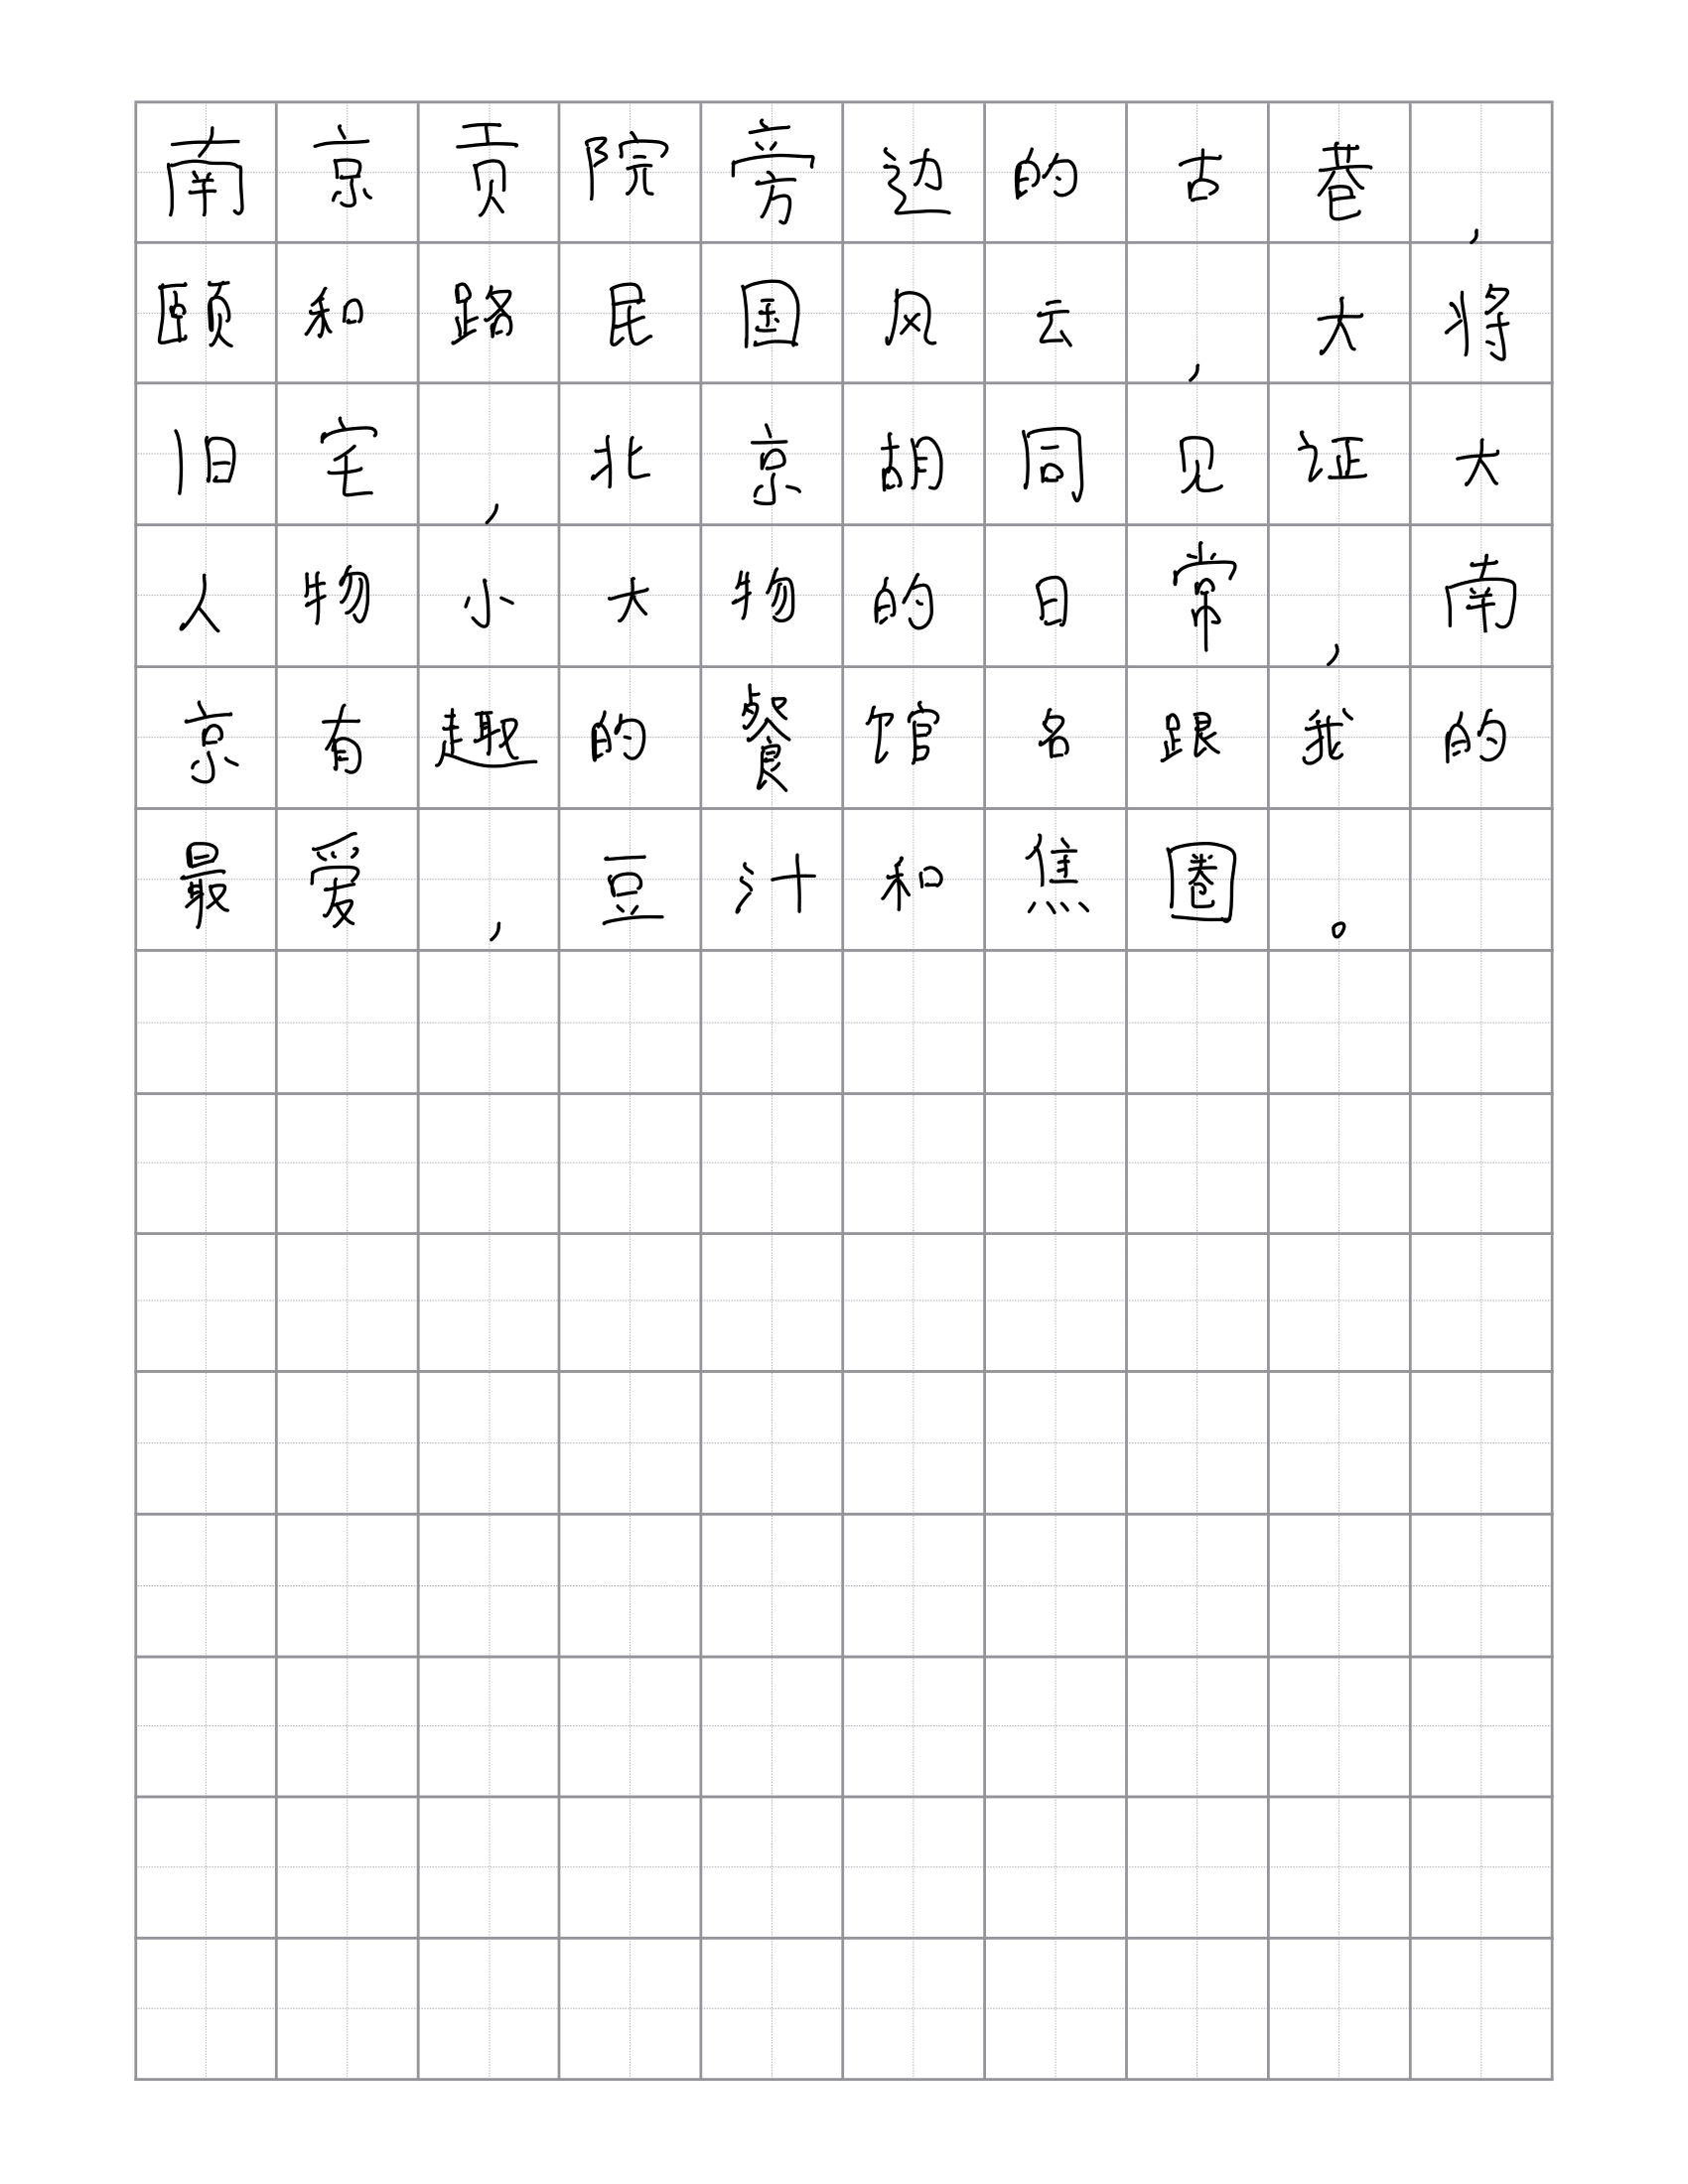 南京贡院旁边的古巷,
颐和路民国风云,大将
旧宅,北京胡同见证大
人物小大物的日常,南
京有趣的餐馆名跟我的
最爱,豆汁和焦圈。